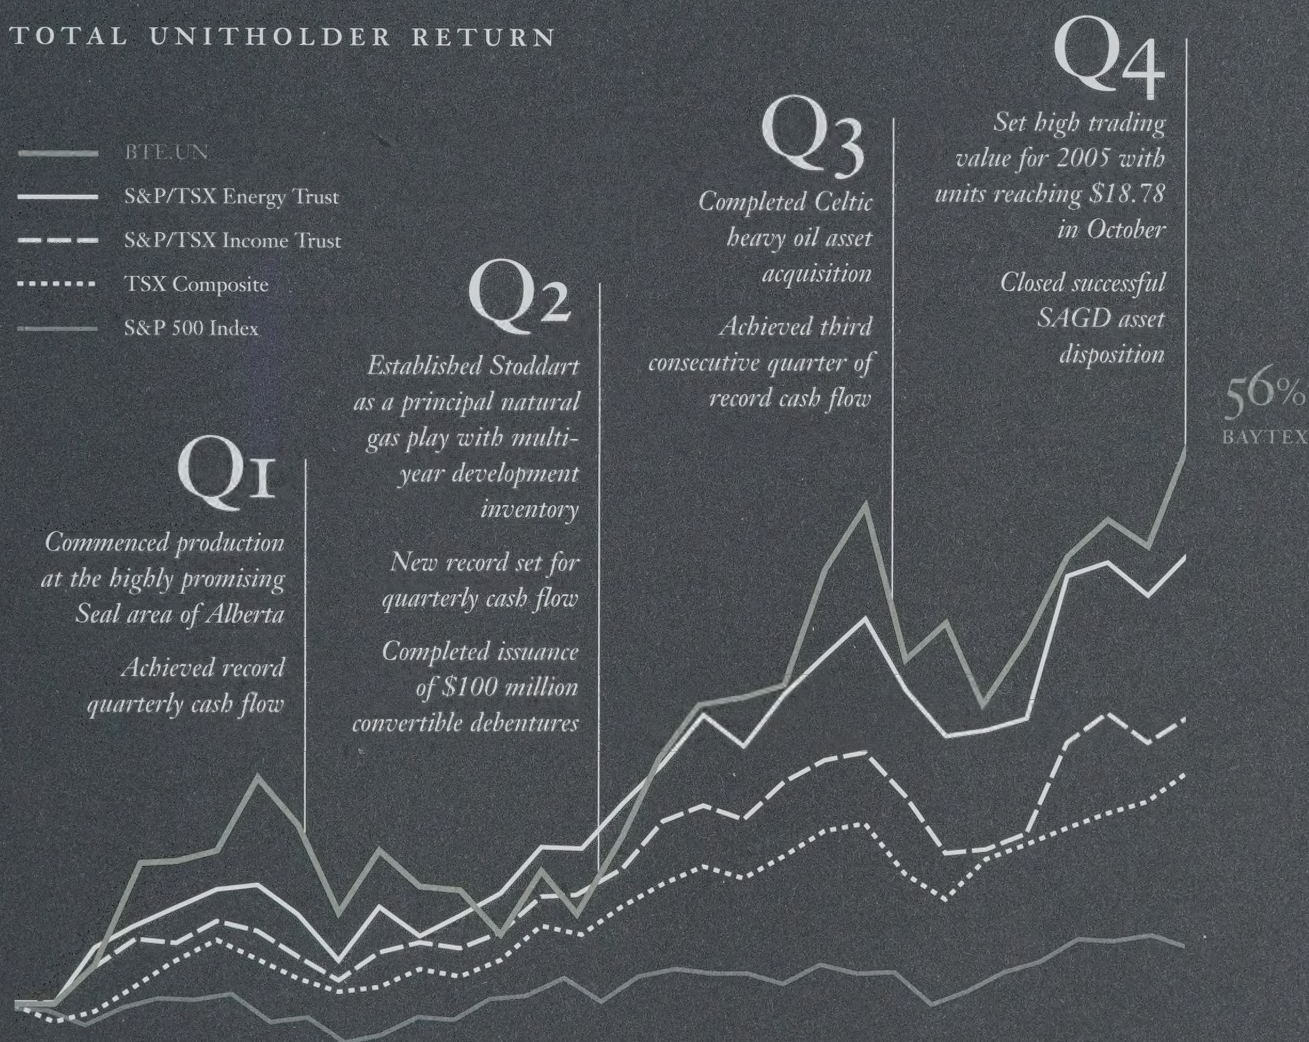 TOTAL UNITHOLDER RETURN
BTE.UN
S&P/TSX Energy Trust
S&P/TSX Income Trust
TSX Composite
S&P 500 Index
Q1
Commenced production
at the highly promising
Seal area of Alberta
Achieved record
quarterly cash flow
Q2
Established Stoddart
as a principal natural
gas play with multi-
year development
inventory
New record set for
quarterly cash flow
Completed issuance
of $100 million
convertible debentures
Q3
Completed Celtic
heavy oil asset
acquisition
Achieved third
consecutive quarter of
record cash flow
Q4
Set high trading
value for 2005 with
units reaching $18.78
in October
Closed successful
SAGD asset
disposition
56%
BAYTEX